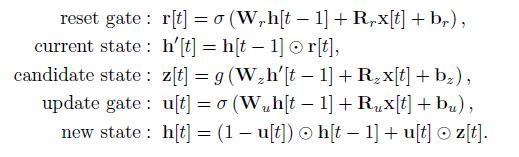 reset gate : r[t] = σ (W_r h[t − 1] + R_r x[t] + b_r) ,
current state : h′[t] = h[t − 1] ⊙ r[t],
candidate state : z[t] = g (W_z h′[t − 1] + R_z x[t] + b_z) ,
update gate : u[t] = σ (W_u h[t − 1] + R_u x[t] + b_u) ,
new state : h[t] = (1 − u[t]) ⊙ h[t − 1] + u[t] ⊙ z[t].